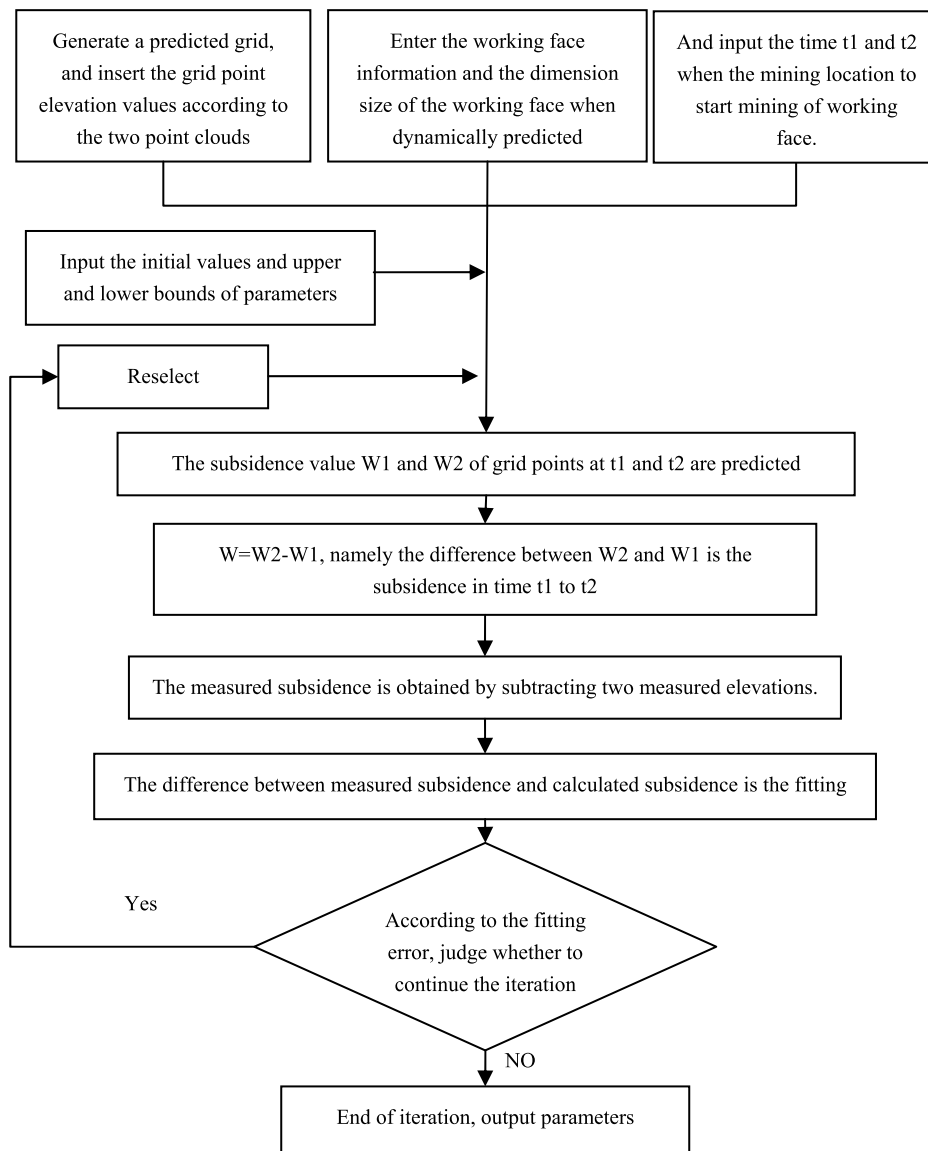 Generate a predicted grid,
and insert the grid point
elevation values according to
the two point clouds
Enter the working face
information and the dimension
size of the working face when
dynamically predicted
And input the time t1 and t2
when the mining location to
start mining of working
face.
Input the initial values and upper
and lower bounds of parameters
Reselect
The subsidence value W1 and W2 of grid points at t1 and t2 are predicted
W=W2-W1, namely the difference between W2 and W1 is the
subsidence in time t1 to t2
The measured subsidence is obtained by subtracting two measured elevations.
The difference between measured subsidence and calculated subsidence is the fitting
Yes
According to the fitting
error, judge whether to
continue the iteration
NO
End of iteration, output parameters